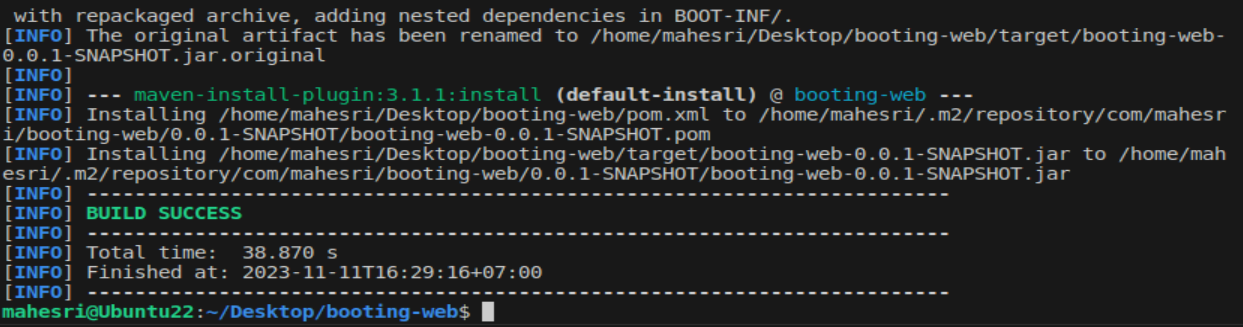 with repackaged archive, adding nested dependencies in BOOT-INF/.
[INFO] The original artifact has been renamed to /home/mahesri/Desktop/booting-web/target/booting-web-
0.0.1-SNAPSHOT.jar.original
[INFO]
[INFO] --- maven-install-plugin:3.1.1:install (default-install) @ booting-web ---
[INFO] Installing /home/mahesri/Desktop/booting-web/pom.xml to /home/mahesri/.m2/repository/com/mahesr
i/booting-web/0.0.1-SNAPSHOT/booting-web-0.0.1-SNAPSHOT.pom
[INFO] Installing /home/mahesri/Desktop/booting-web/target/booting-web-0.0.1-SNAPSHOT.jar to /home/mah
esri/.m2/repository/com/mahesri/booting-web/0.0.1-SNAPSHOT/booting-web-0.0.1-SNAPSHOT.jar
[INFO] ------------------------------------------------------------------------
[INFO] BUILD SUCCESS
[INFO] ------------------------------------------------------------------------
[INFO] Total time:  38.870 s
[INFO] Finished at: 2023-11-11T16:29:16+07:00
[INFO] ------------------------------------------------------------------------
mahesri@Ubuntu22:~/Desktop/booting-web$